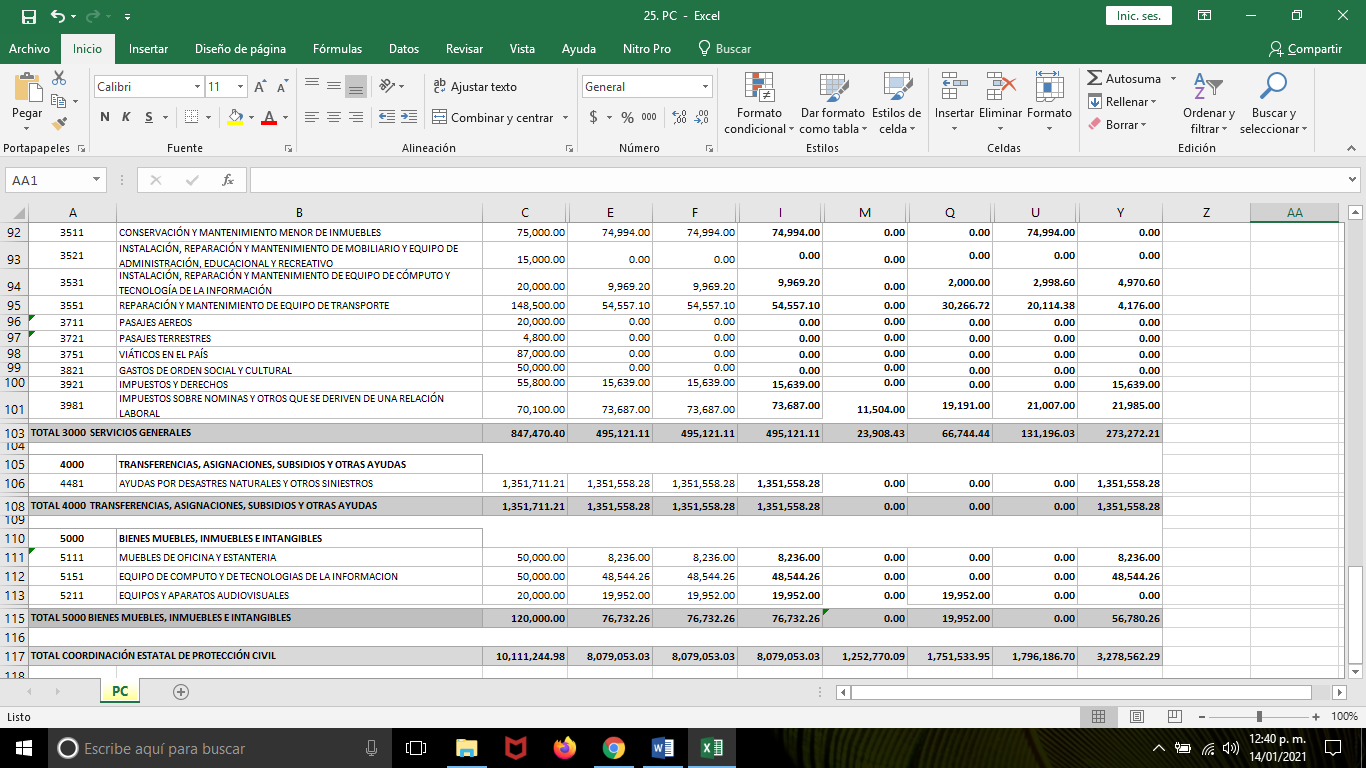 25. PC - Excel
Inic. ses.
Archivo Inicio Insertar Diseño de página Fórmulas Datos Revisar Vista Ayuda Nitro Pro Buscar Compartir
Pegar
Calibri 11
N K S
Ajustar texto
Combinar y centrar
General
$ % 000
Formato condicional
Dar formato como tabla
Estilos de celda
Insertar Eliminar Formato
Autosuma
Rellenar
Borrar
Ordenar y filtrar
Buscar y seleccionar
Portapapeles Fuente Alineación Número Estilos Celdas Edición
AA1 fx
A B C E F I M Q U Y Z AA
92 3511 CONSERVACIÓN Y MANTENIMIENTO MENOR DE INMUEBLES 75,000.00 74,994.00 74,994.00 74,994.00 0.00 0.00 74,994.00 0.00
93 3521 INSTALACIÓN, REPARACIÓN Y MANTENIMIENTO DE MOBILIARIO Y EQUIPO DE
ADMINISTRACIÓN, EDUCACIONAL Y RECREATIVO 15,000.00 0.00 0.00 0.00 0.00 0.00 0.00 0.00
94 3531 INSTALACIÓN, REPARACIÓN Y MANTENIMIENTO DE EQUIPO DE CÓMPUTO Y
TECNOLOGÍA DE LA INFORMACIÓN 20,000.00 9,969.20 9,969.20 9,969.20 0.00 2,000.00 2,998.60 4,970.60
95 3551 REPARACIÓN Y MANTENIMIENTO DE EQUIPO DE TRANSPORTE 148,500.00 54,557.10 54,557.10 54,557.10 0.00 30,266.72 20,114.38 4,176.00
96 3711 PASAJES AEREOS 20,000.00 0.00 0.00 0.00 0.00 0.00 0.00 0.00
97 3721 PASAJES TERRESTRES 4,800.00 0.00 0.00 0.00 0.00 0.00 0.00 0.00
98 3751 VIÁTICOS EN EL PAÍS 87,000.00 0.00 0.00 0.00 0.00 0.00 0.00 0.00
99 3821 GASTOS DE ORDEN SOCIAL Y CULTURAL 50,000.00 0.00 0.00 0.00 0.00 0.00 0.00 0.00
100 3921 IMPUESTOS Y DERECHOS 55,800.00 15,639.00 15,639.00 15,639.00 0.00 0.00 0.00 15,639.00
101 3981 IMPUESTOS SOBRE NOMINAS Y OTROS QUE SE DERIVEN DE UNA RELACIÓN
LABORAL 70,100.00 73,687.00 73,687.00 73,687.00 11,504.00 19,191.00 21,007.00 21,985.00
103 TOTAL 3000 SERVICIOS GENERALES 847,470.40 495,121.11 495,121.11 495,121.11 23,908.43 66,744.44 131,196.03 273,272.21
104
105 4000 TRANSFERENCIAS, ASIGNACIONES, SUBSIDIOS Y OTRAS AYUDAS
106 4481 AYUDAS POR DESASTRES NATURALES Y OTROS SINIESTROS 1,351,711.21 1,351,558.28 1,351,558.28 1,351,558.28 0.00 0.00 0.00 1,351,558.28
108 TOTAL 4000 TRANSFERENCIAS, ASIGNACIONES, SUBSIDIOS Y OTRAS AYUDAS 1,351,711.21 1,351,558.28 1,351,558.28 1,351,558.28 0.00 0.00 0.00 1,351,558.28
109
110 5000 BIENES MUEBLES, INMUEBLES E INTANGIBLES
111 5111 MUEBLES DE OFICINA Y ESTANTERIA 50,000.00 8,236.00 8,236.00 8,236.00 0.00 0.00 0.00 8,236.00
112 5151 EQUIPO DE COMPUTO Y DE TECNOLOGIAS DE LA INFORMACION 50,000.00 48,544.26 48,544.26 48,544.26 0.00 0.00 0.00 48,544.26
113 5211 EQUIPOS Y APARATOS AUDIOVISUALES 20,000.00 19,952.00 19,952.00 19,952.00 0.00 19,952.00 0.00 0.00
115 TOTAL 5000 BIENES MUEBLES, INMUEBLES E INTANGIBLES 120,000.00 76,732.26 76,732.26 76,732.26 0.00 19,952.00 0.00 56,780.26
116
117 TOTAL COORDINACIÓN ESTATAL DE PROTECCIÓN CIVIL 10,111,244.98 8,079,053.03 8,079,053.03 8,079,053.03 1,252,770.09 1,751,533.95 1,796,186.70 3,278,562.29
118
PC
Listo 100%
Escribe aquí para buscar
12:40 p. m.
14/01/2021